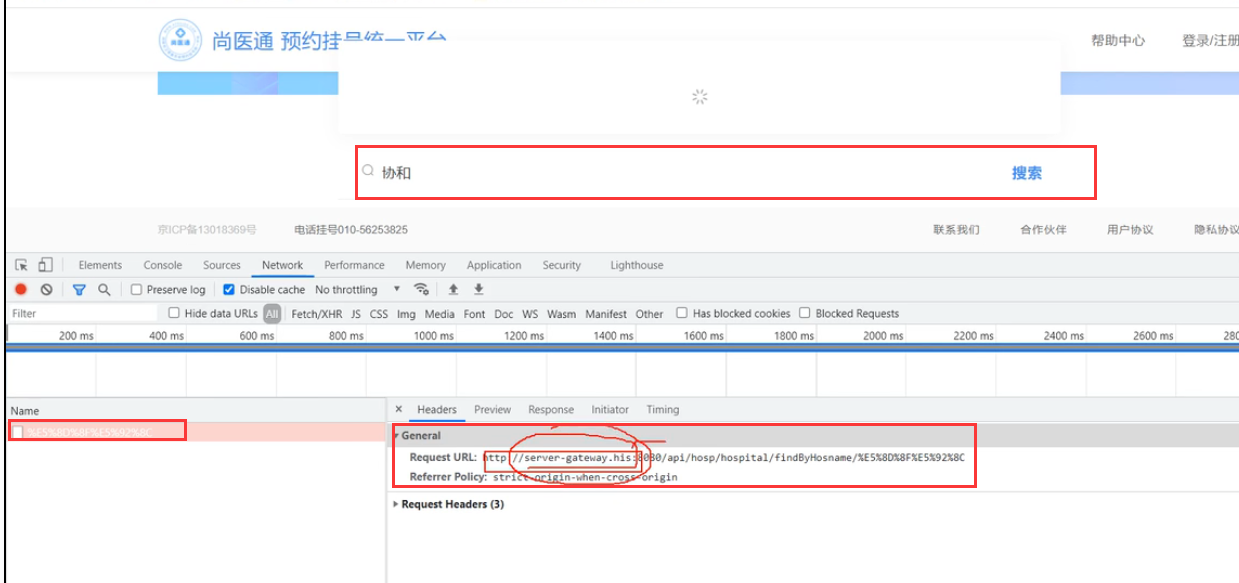 尚医通 预约挂号统一平台
帮助中心 登录/注册
协和 搜索
京ICP备13018369号 电话挂号010-56253825 联系我们 合作伙伴 用户协议 隐私协议
Elements Console Sources Network Performance Memory Application Security Lighthouse
Preserve log Disable cache No throttling
Filter Hide data URLs All Fetch/XHR JS CSS Img Media Font Doc WS Wasm Manifest Other Has blocked cookies Blocked Requests
200 ms 400 ms 600 ms 800 ms 1000 ms 1200 ms 1400 ms 1600 ms 1800 ms 2000 ms 2200 ms 2400 ms 2600 ms 280
Name × Headers Preview Response Initiator Timing
%E5%8D%8F%E5%92%8C
General
Request URL: http://server-gateway.his:8080/api/hosp/hospital/findByHosname/%E5%8D%8F%E5%92%8C
Referrer Policy: strict-origin-when-cross-origin
Request Headers (3)